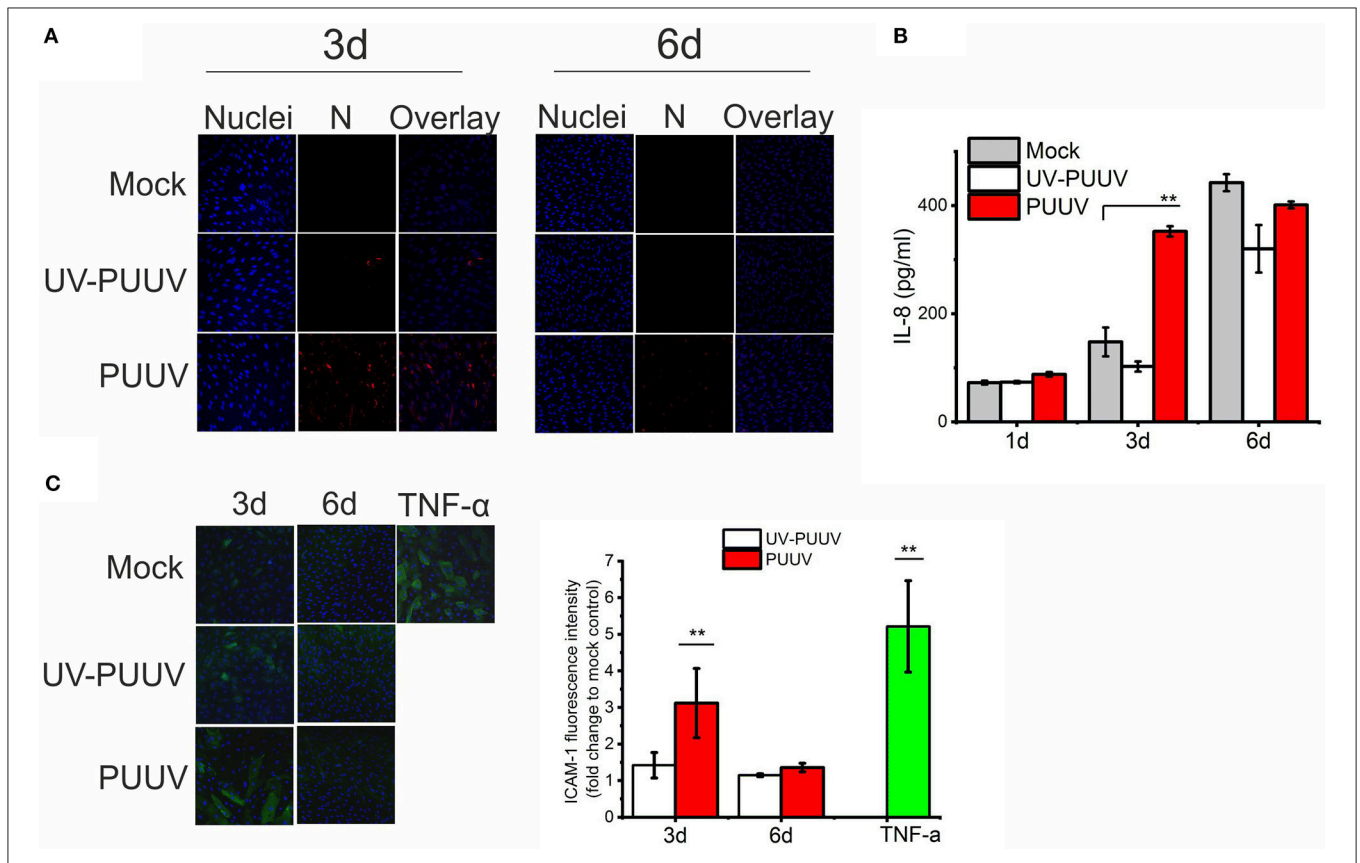 A
3d
6d
Nuclei N Overlay
Nuclei N Overlay
Mock
UV-PUUV
PUUV
B
Mock
UV-PUUV
PUUV
**
IL-8 (pg/ml)
400
200
0
1d 3d 6d
C
3d 6d TNF-α
Mock
UV-PUUV
PUUV
UV-PUUV
PUUV
ICAM-1 fluorescence intensity
(fold change to mock control)
7
6
5
4
3
2
1
0
**
**
3d 6d TNF-a